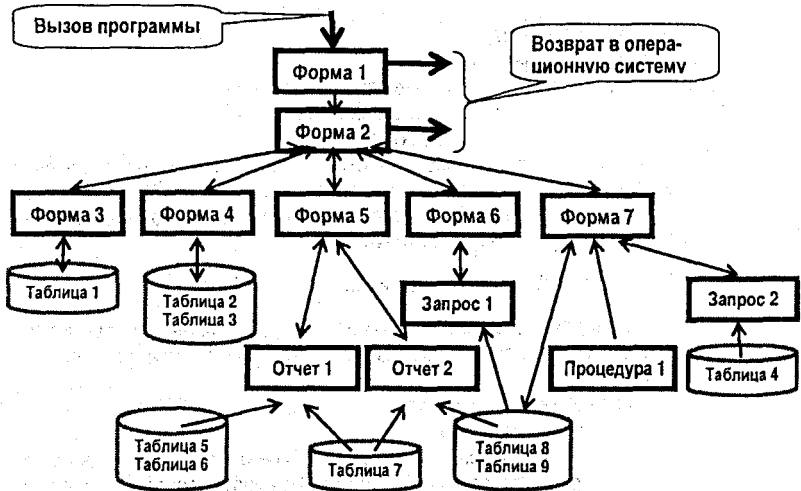 Вызов программы
Возврат в опера-
ционную систему
Форма 1
Форма 2
Форма 3
Форма 4
Форма 5
Форма 6
Форма 7
Таблица 1
Таблица 2
Таблица 3
Запрос 1
Запрос 2
Отчет 1
Отчет 2
Процедура 1
Таблица 4
Таблица 5
Таблица 6
Таблица 7
Таблица 8
Таблица 9